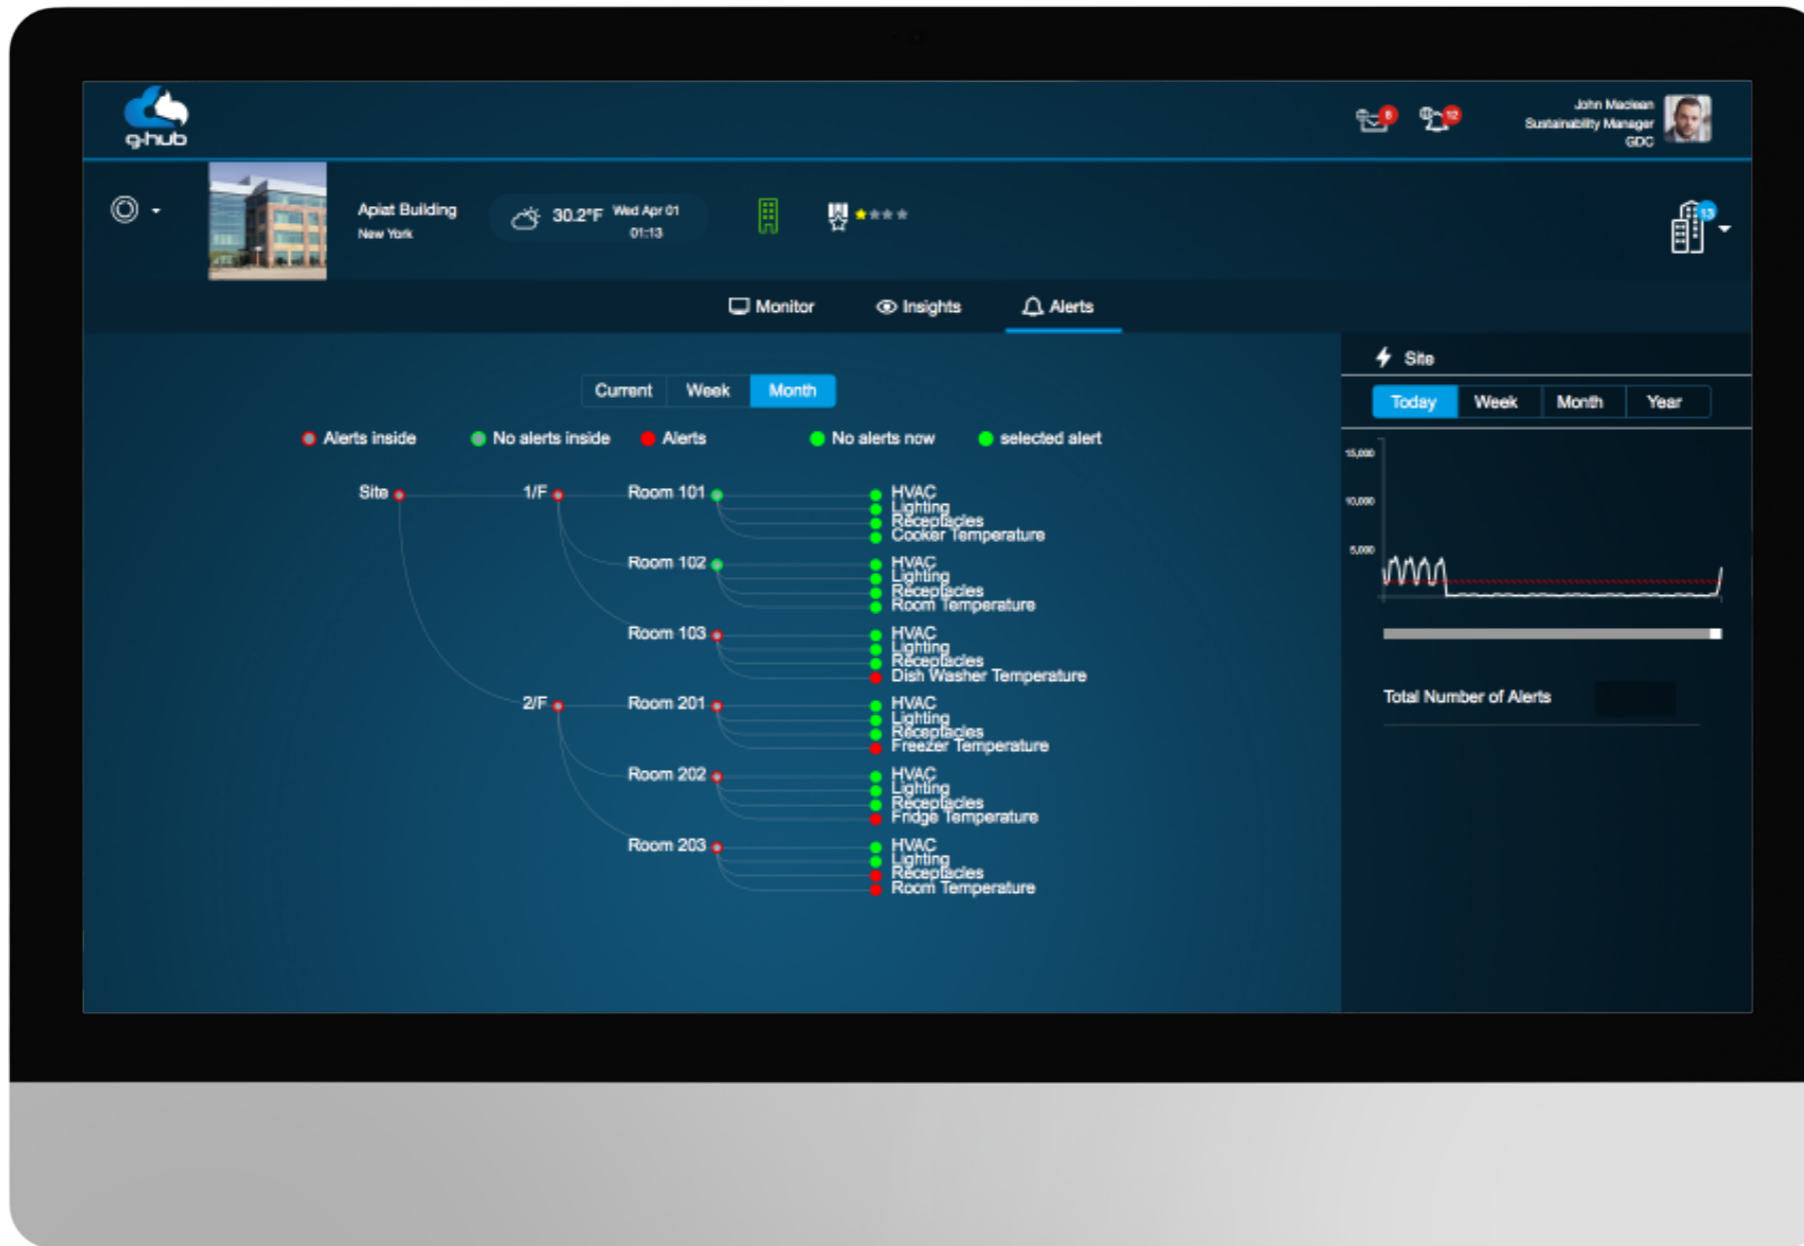 g-hub
8
12
John Maclean
Sustainability Manager
GDC
Apiat Building
New York
30.2°F
Wed Apr 01
01:13
13
Monitor
Insights
Alerts
Current Week Month
Alerts inside
No alerts inside
Alerts
No alerts now
selected alert
Site
1/F
Room 101
HVAC
Lighting
Receptacles
Cooker Temperature
Room 102
HVAC
Lighting
Receptacles
Room Temperature
Room 103
HVAC
Lighting
Receptacles
Dish Washer Temperature
2/F
Room 201
HVAC
Lighting
Receptacles
Freezer Temperature
Room 202
HVAC
Lighting
Receptacles
Fridge Temperature
Room 203
HVAC
Lighting
Receptacles
Room Temperature
Site
Today Week Month Year
15,000
10,000
5,000
Total Number of Alerts